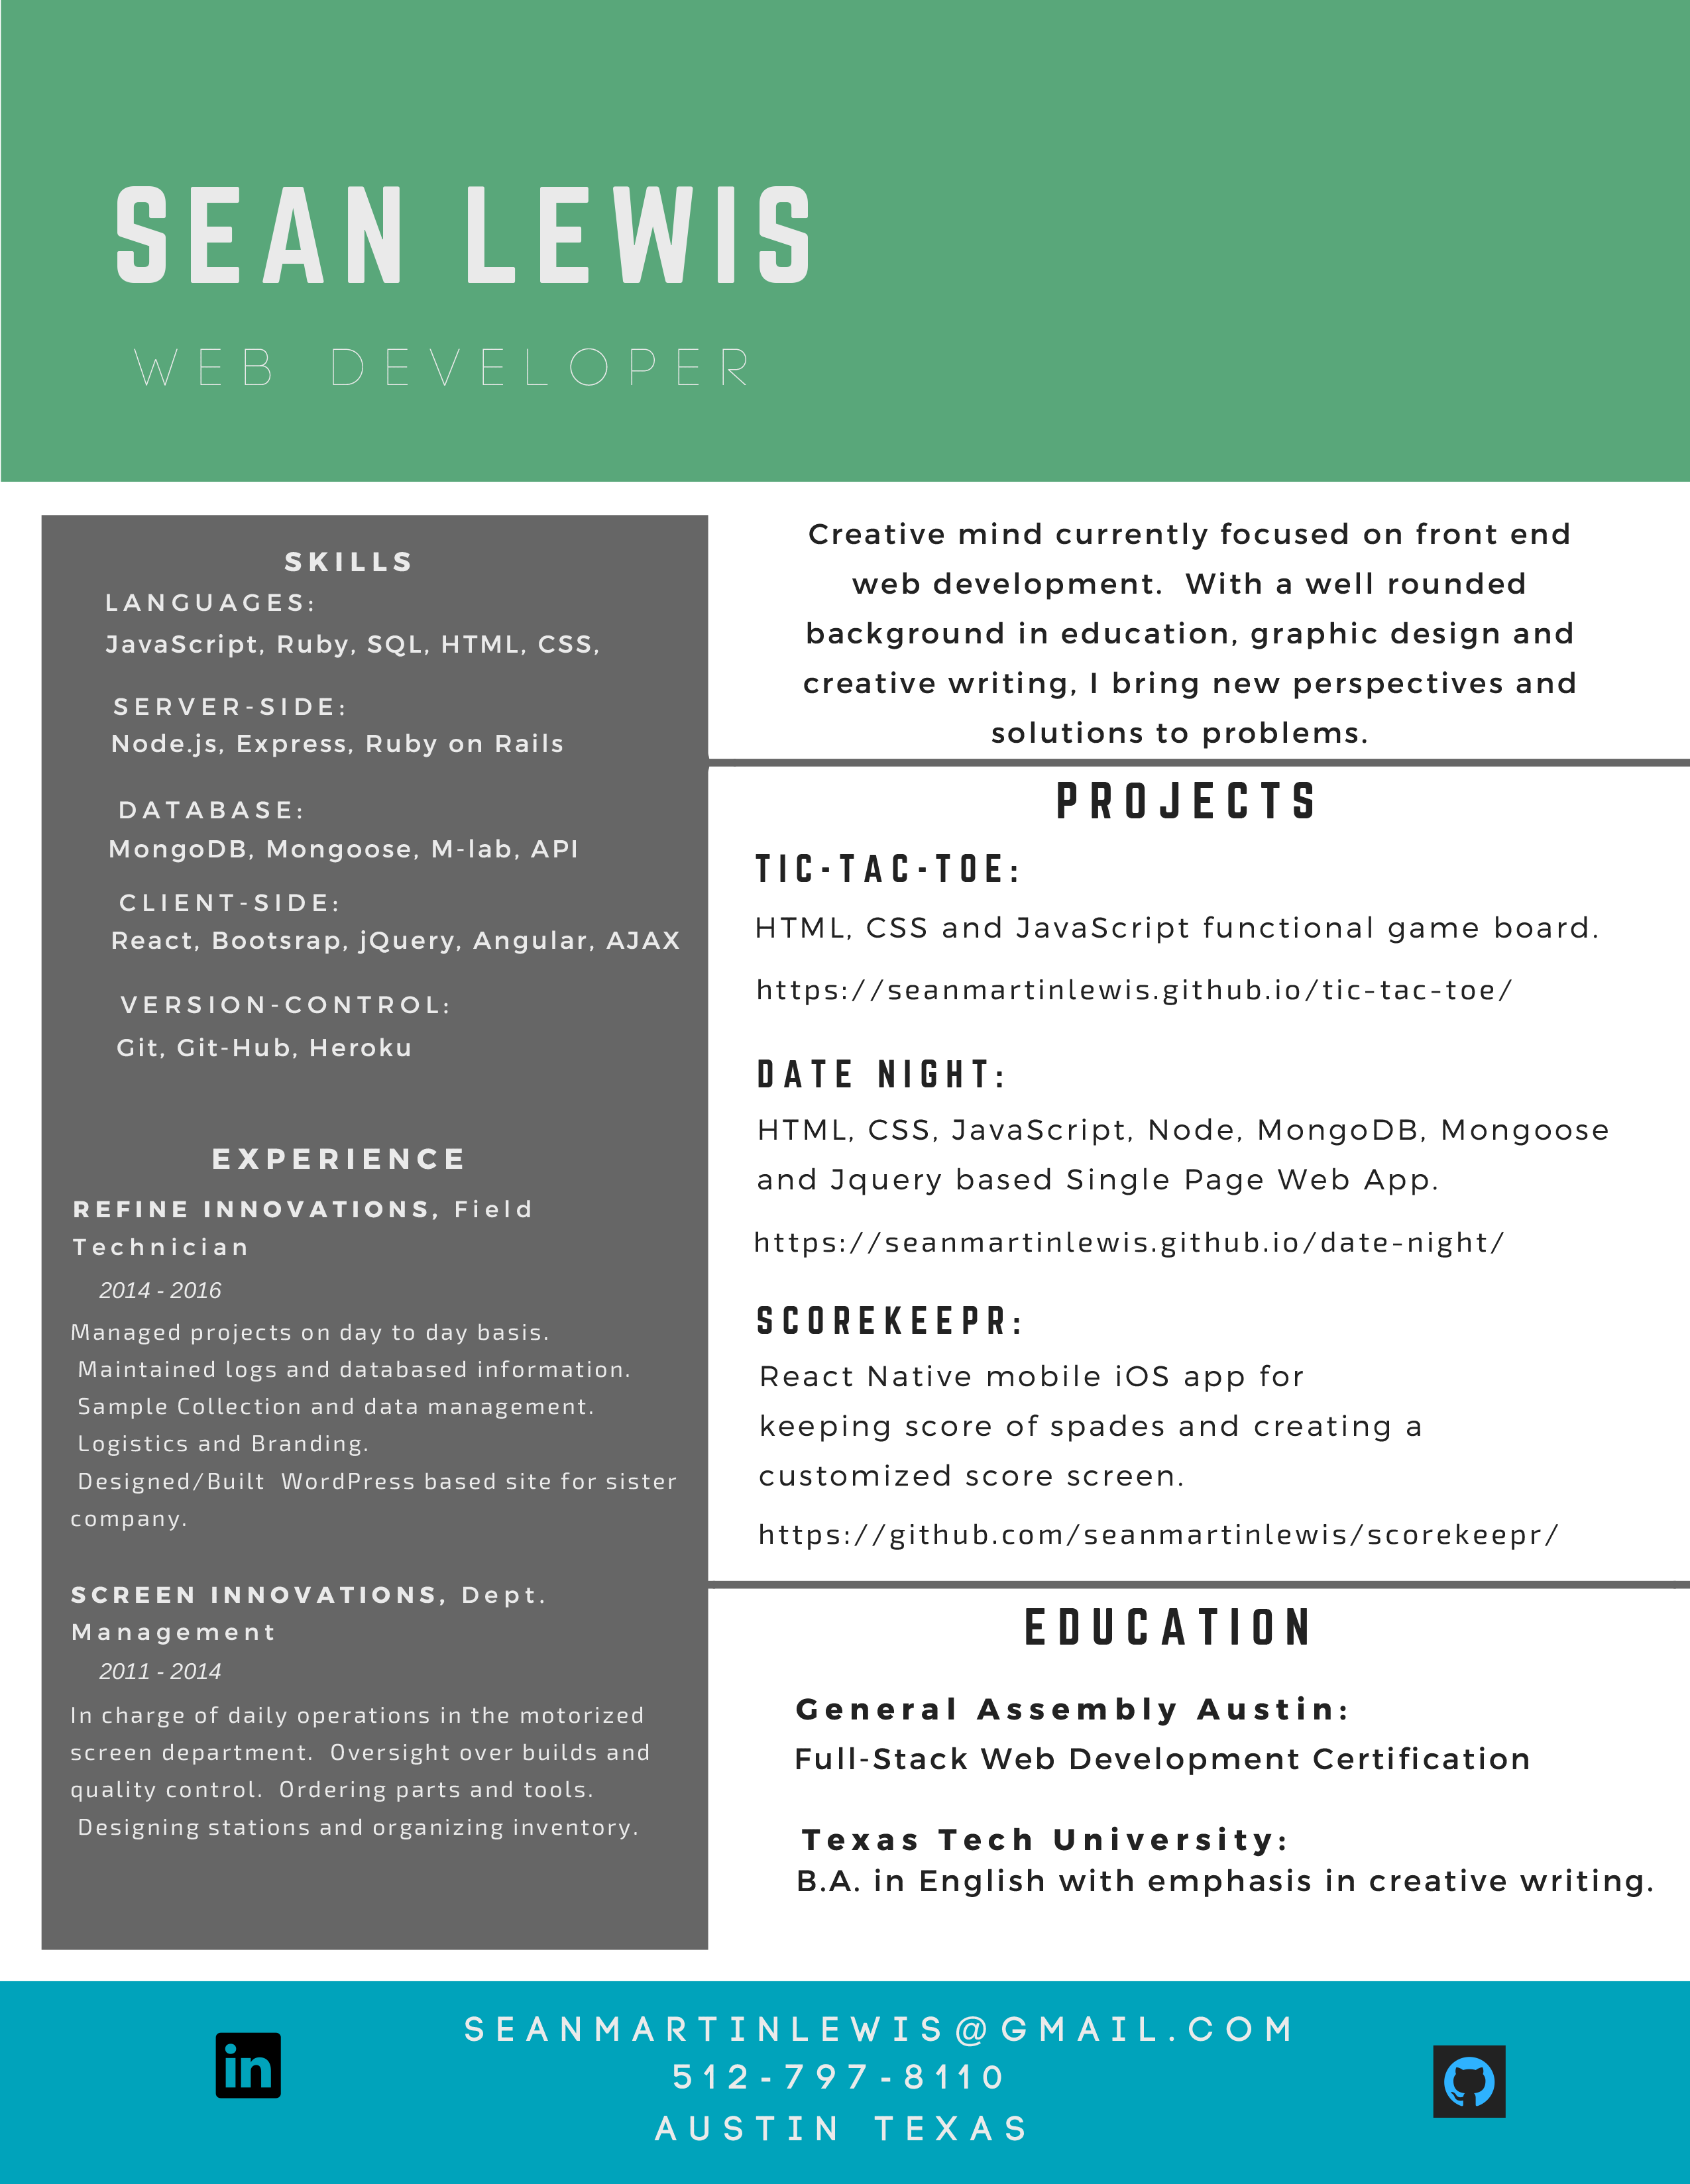 SEAN LEWIS
WEB DEVELOPER
SKILLS
LANGUAGES:
JavaScript, Ruby, SQL, HTML, CSS,
SERVER-SIDE:
Node.js, Express, Ruby on Rails
DATABASE:
MongoDB, Mongoose, M-lab, API
CLIENT-SIDE:
React, Bootsrap, jQuery, Angular, AJAX
VERSION-CONTROL:
Git, Git-Hub, Heroku
EXPERIENCE
REFINE INNOVATIONS, Field
Technician
2014 - 2016
Managed projects on day to day basis.
Maintained logs and databased information.
Sample Collection and data management.
Logistics and Branding.
Designed/Built  WordPress based site for sister
company.
SCREEN INNOVATIONS, Dept.
Management
2011 - 2014
In charge of daily operations in the motorized
screen department.  Oversight over builds and
quality control.  Ordering parts and tools.
Designing stations and organizing inventory.
Creative mind currently focused on front end
web development.  With a well rounded
background in education, graphic design and
creative writing, I bring new perspectives and
solutions to problems.
PROJECTS
TIC-TAC-TOE:
HTML, CSS and JavaScript functional game board.
https://seanmartinlewis.github.io/tic-tac-toe/
DATE NIGHT:
HTML, CSS, JavaScript, Node, MongoDB, Mongoose
and Jquery based Single Page Web App.
https://seanmartinlewis.github.io/date-night/
SCOREKEEPR:
React Native mobile iOS app for
keeping score of spades and creating a
customized score screen.
https://github.com/seanmartinlewis/scorekeepr/
EDUCATION
General Assembly Austin:
Full-Stack Web Development Certification
Texas Tech University:
B.A. in English with emphasis in creative writing.
in
SEANMARTINLEWIS@GMAIL.COM
512-797-8110
AUSTIN TEXAS